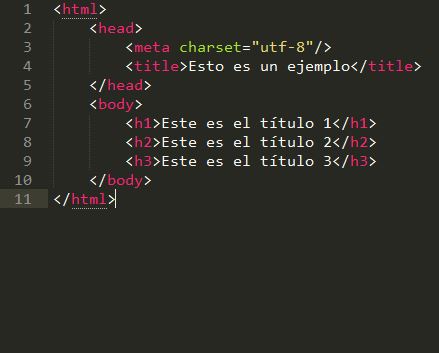 1 <html>
2 <head>
3 <meta charset="utf-8"/>
4 <title>Esto es un ejemplo</title>
5 </head>
6 <body>
7 <h1>Este es el título 1</h1>
8 <h2>Este es el título 2</h2>
9 <h3>Este es el título 3</h3>
10 </body>
11 </html>